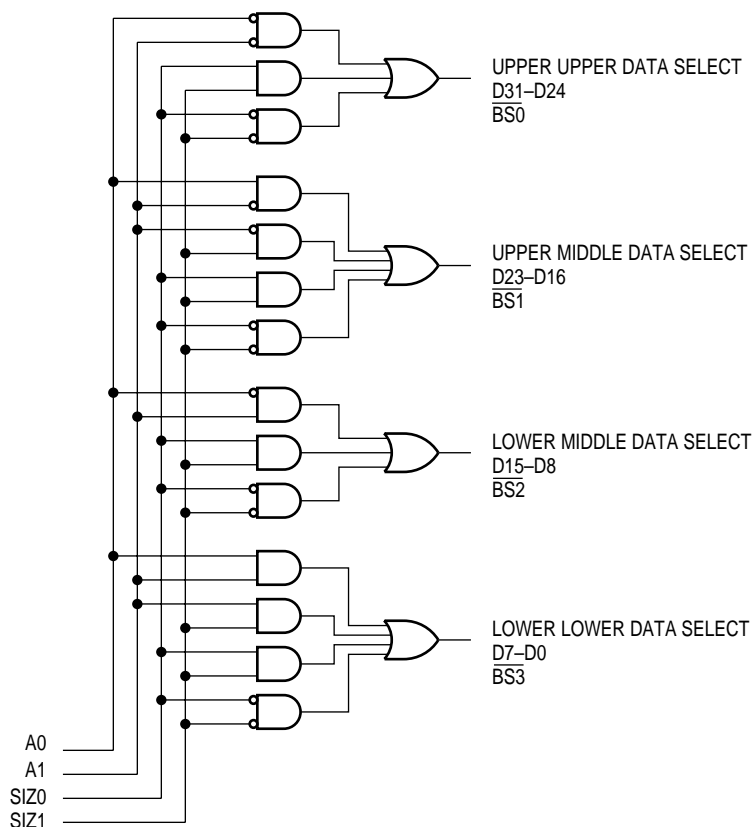 UPPER UPPER DATA SELECT
D31–D24
BS0
UPPER MIDDLE DATA SELECT
D23–D16
BS1
LOWER MIDDLE DATA SELECT
D15–D8
BS2
LOWER LOWER DATA SELECT
D7–D0
BS3
A0
A1
SIZ0
SIZ1